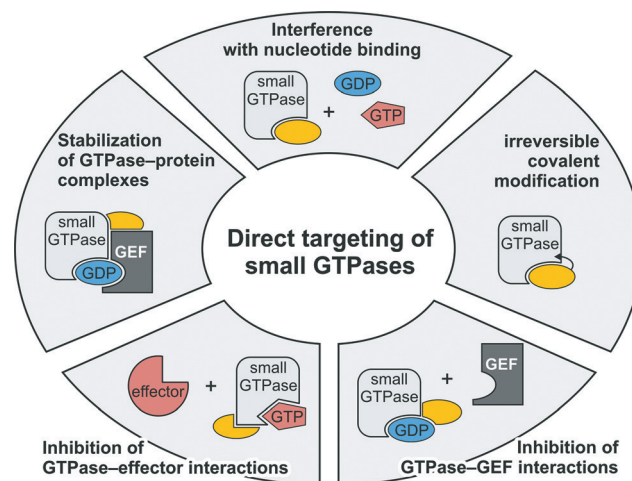 Interference
with nucleotide binding
small
GTPase
+
GDP
GTP
Stabilization
of GTPase–protein
complexes
small
GTPase
GEF
GDP
irreversible
covalent
modification
small
GTPase
Direct targeting of
small GTPases
effector
+
small
GTPase
GTP
Inhibition of
GTPase–effector interactions
small
GTPase
+
GEF
GDP
Inhibition of
GTPase–GEF interactions